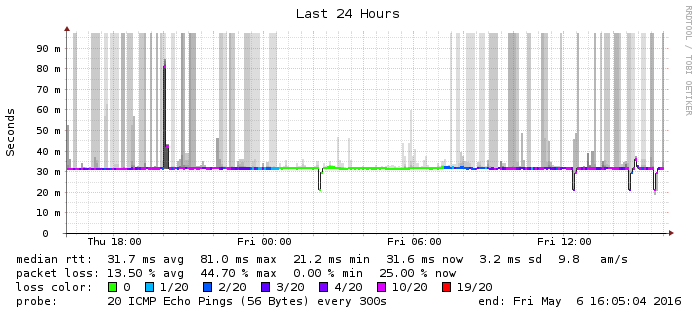 Last 24 Hours
RRDTOOL / TOBI OETIKER
Seconds
90 m
80 m
70 m
60 m
50 m
40 m
30 m
20 m
10 m
0
Thu 18:00 Fri 00:00 Fri 06:00 Fri 12:00
median rtt: 31.7 ms avg 81.0 ms max 21.2 ms min 31.6 ms now 3.2 ms sd 9.8 am/s
packet loss: 13.50 % avg 44.70 % max 0.00 % min 25.00 % now
loss color: 0 1/20 2/20 3/20 4/20 10/20 19/20
probe: 20 ICMP Echo Pings (56 Bytes) every 300s end: Fri May 6 16:05:04 2016